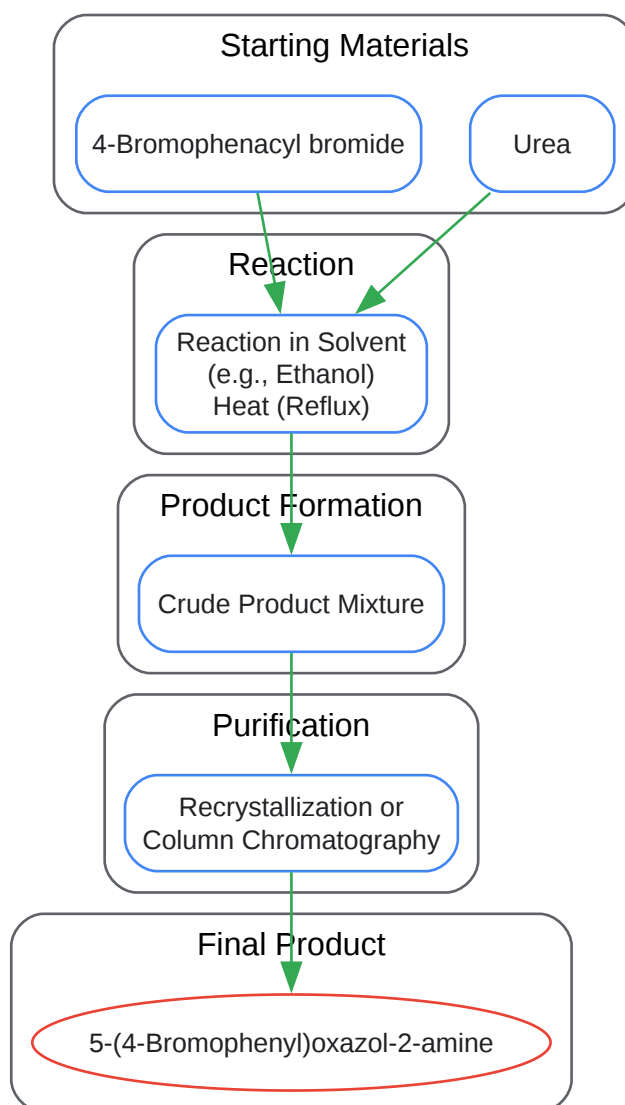 Starting Materials
4-Bromophenacyl bromide
Urea
Reaction
Reaction in Solvent
(e.g., Ethanol)
Heat (Reflux)
Product Formation
Crude Product Mixture
Purification
Recrystallization or
Column Chromatography
Final Product
5-(4-Bromophenyl)oxazol-2-amine